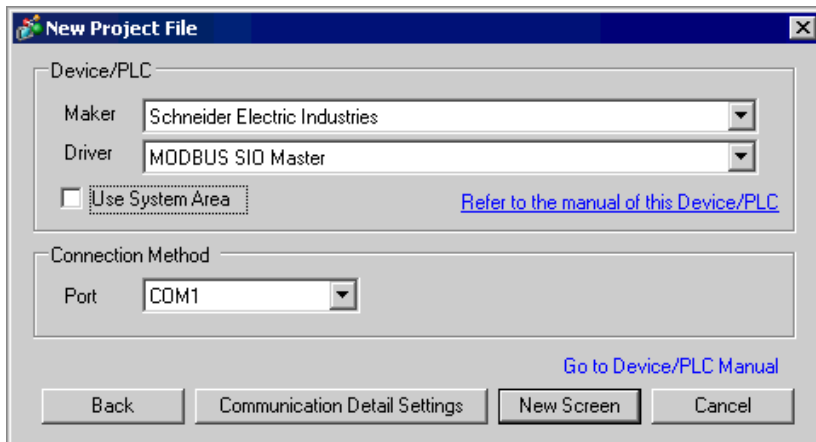 New Project File
Device/PLC
Maker Schneider Electric Industries
Driver MODBUS SIO Master
Use System Area Refer to the manual of this Device/PLC
Connection Method
Port COM1
Go to Device/PLC Manual
Back Communication Detail Settings New Screen Cancel